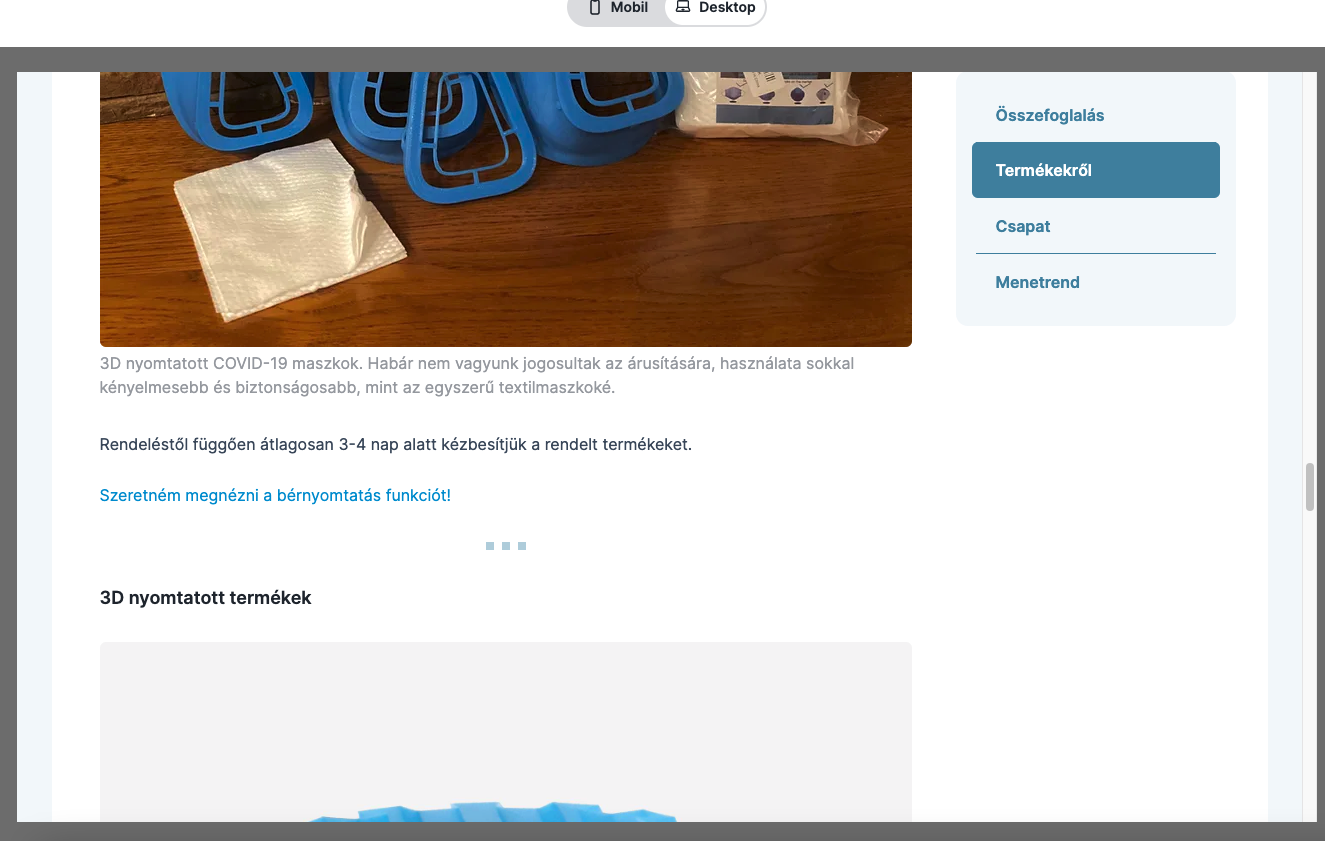 Mobil
Desktop
Összefoglalás
Termékekről
Csapat
Menetrend
3D nyomtatott COVID-19 maszkok. Habár nem vagyunk jogosultak az árusítására, használata sokkal
kényelmesebb és biztonságosabb, mint az egyszerű textilmaszkoké.
Rendeléstől függően átlagosan 3-4 nap alatt kézbesítjük a rendelt termékeket.
Szeretném megnézni a bérnyomtatás funkciót!
3D nyomtatott termékek